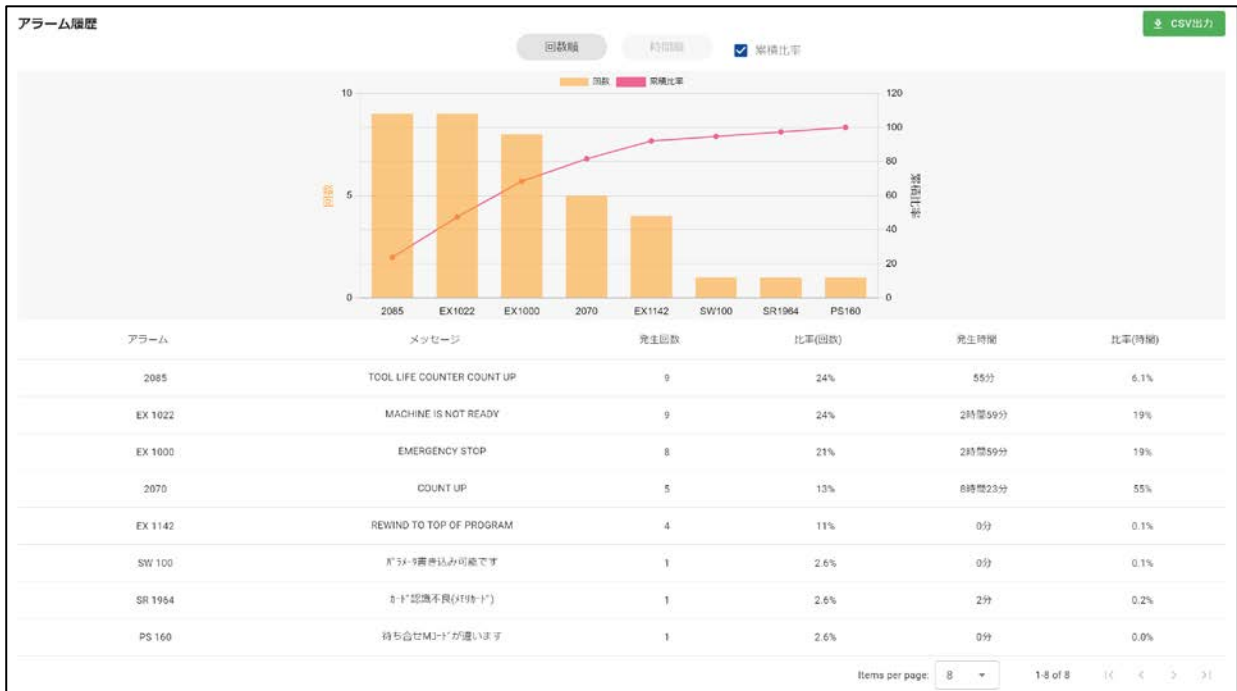 アラーム履歴
CSV出力
回数順 時間順 累積比率
回数 累積比率
10 120
100
80
5 60
40
20
0 0
回数
累積比率
2085 EX1022 EX1000 2070 EX1142 SW100 SR1964 PS160
アラーム メッセージ 発生回数 比率(回数) 発生時間 比率(時間)
2085 TOOL LIFE COUNTER COUNT UP 9 24% 55分 6.1%
EX 1022 MACHINE IS NOT READY 9 24% 2時間59分 19%
EX 1000 EMERGENCY STOP 8 21% 2時間59分 19%
2070 COUNT UP 5 13% 8時間23分 55%
EX 1142 REWIND TO TOP OF PROGRAM 4 11% 0分 0.1%
SW 100 ﾊﾟﾗﾒｰﾀ書き込み可能です 1 2.6% 0分 0.1%
SR 1964 ｶｰﾄﾞ認識不良(ﾒﾓﾘｶｰﾄﾞ) 1 2.6% 2分 0.2%
PS 160 待ち合せMｺｰﾄﾞが違います 1 2.6% 0分 0.0%
Items per page: 8 1-8 of 8